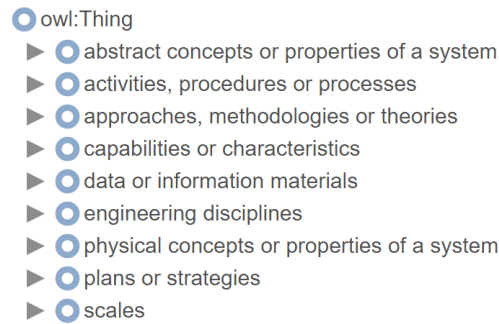 owl:Thing
abstract concepts or properties of a system
activities, procedures or processes
approaches, methodologies or theories
capabilities or characteristics
data or information materials
engineering disciplines
physical concepts or properties of a system
plans or strategies
scales